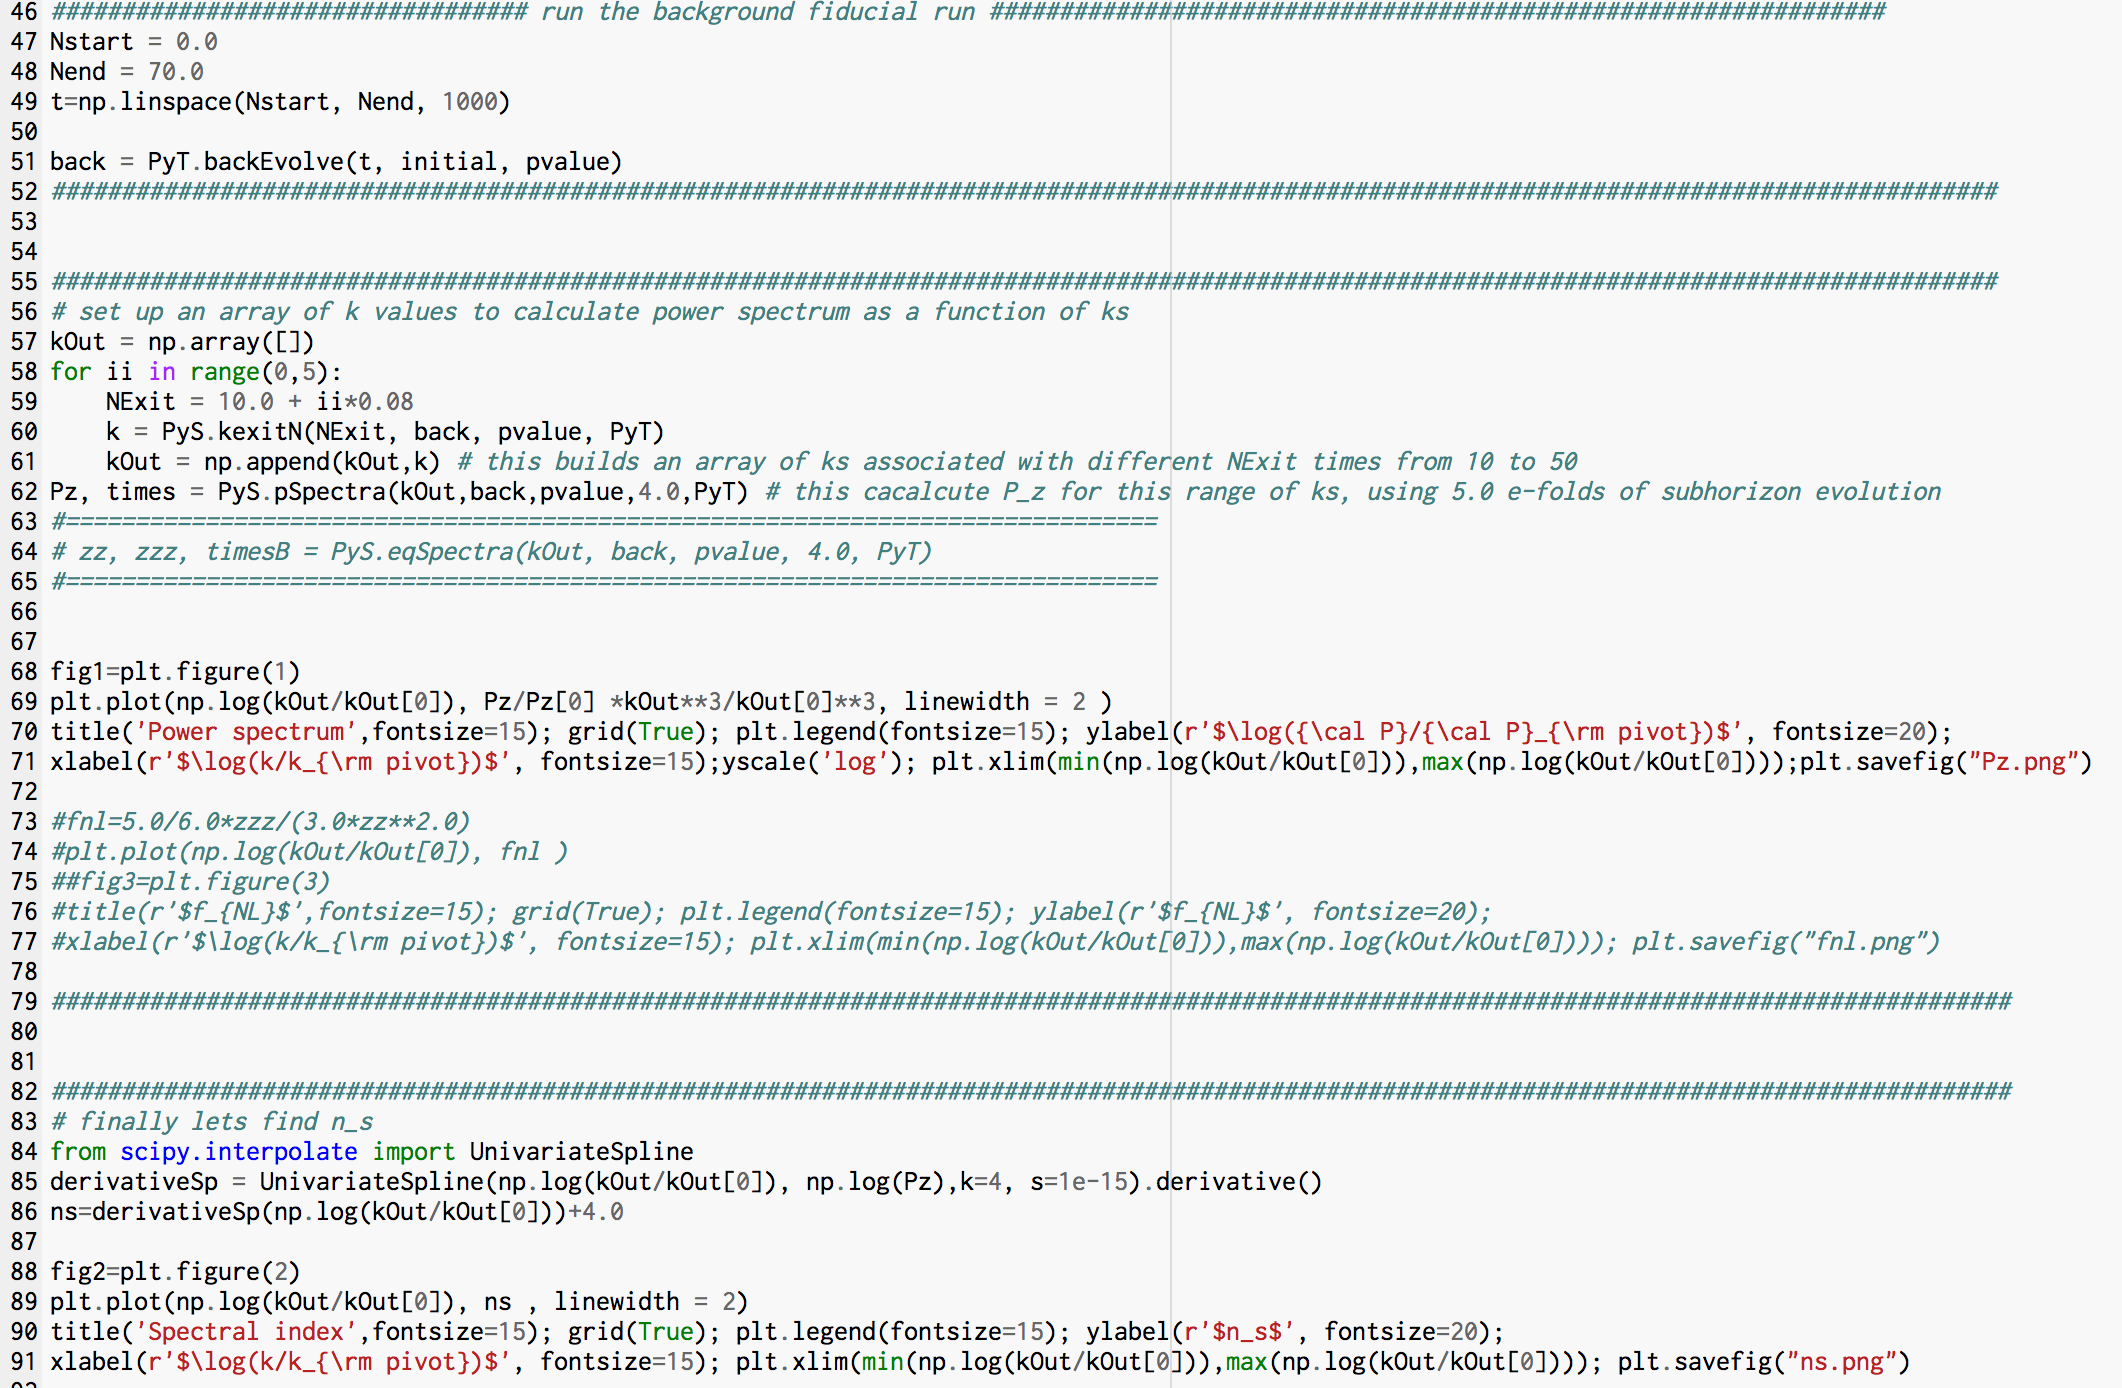 46 ################################## run the background fiducial run ################################################################
47 Nstart = 0.0
48 Nend = 70.0
49 t=np.linspace(Nstart, Nend, 1000)
50
51 back = PyT.backEvolve(t, initial, pvalue)
52 ###########################################################################################################################################
53
54
55 ###########################################################################################################################################
56 # set up an array of k values to calculate power spectrum as a function of ks
57 kOut = np.array([])
58 for ii in range(0,5):
59     NExit = 10.0 + ii*0.08
60     k = PyS.kexitN(NExit, back, pvalue, PyT)
61     kOut = np.append(kOut,k) # this builds an array of ks associated with different NExit times from 10 to 50
62 Pz, times = PyS.pSpectra(kOut,back,pvalue,4.0,PyT) # this cacalcute P_z for this range of ks, using 5.0 e-folds of subhorizon evolution
63 #==============================================================================
64 # zz, zzz, timesB = PyS.eqSpectra(kOut, back, pvalue, 4.0, PyT)
65 #==============================================================================
66
67
68 fig1=plt.figure(1)
69 plt.plot(np.log(kOut/kOut[0]), Pz/Pz[0] *kOut**3/kOut[0]**3, linewidth = 2 )
70 title('Power spectrum',fontsize=15); grid(True); plt.legend(fontsize=15); ylabel(r'$\log({\cal P}/{\cal P}_{\rm pivot})$', fontsize=20);
71 xlabel(r'$\log(k/k_{\rm pivot})$', fontsize=15);yscale('log'); plt.xlim(min(np.log(kOut/kOut[0])),max(np.log(kOut/kOut[0])));plt.savefig("Pz.png")
72
73 #fnl=5.0/6.0*zzz/(3.0*zz**2.0)
74 #plt.plot(np.log(kOut/kOut[0]), fnl )
75 ##fig3=plt.figure(3)
76 #title(r'$f_{NL}$',fontsize=15); grid(True); plt.legend(fontsize=15); ylabel(r'$f_{NL}$', fontsize=20);
77 #xlabel(r'$\log(k/k_{\rm pivot})$', fontsize=15); plt.xlim(min(np.log(kOut/kOut[0])),max(np.log(kOut/kOut[0]))); plt.savefig("fnl.png")
78
79 ############################################################################################################################################
80
81
82 ############################################################################################################################################
83 # finally lets find n_s
84 from scipy.interpolate import UnivariateSpline
85 derivativeSp = UnivariateSpline(np.log(kOut/kOut[0]), np.log(Pz),k=4, s=1e-15).derivative()
86 ns=derivativeSp(np.log(kOut/kOut[0]))+4.0
87
88 fig2=plt.figure(2)
89 plt.plot(np.log(kOut/kOut[0]), ns , linewidth = 2)
90 title('Spectral index',fontsize=15); grid(True); plt.legend(fontsize=15); ylabel(r'$n_s$', fontsize=20);
91 xlabel(r'$\log(k/k_{\rm pivot})$', fontsize=15); plt.xlim(min(np.log(kOut/kOut[0])),max(np.log(kOut/kOut[0]))); plt.savefig("ns.png")